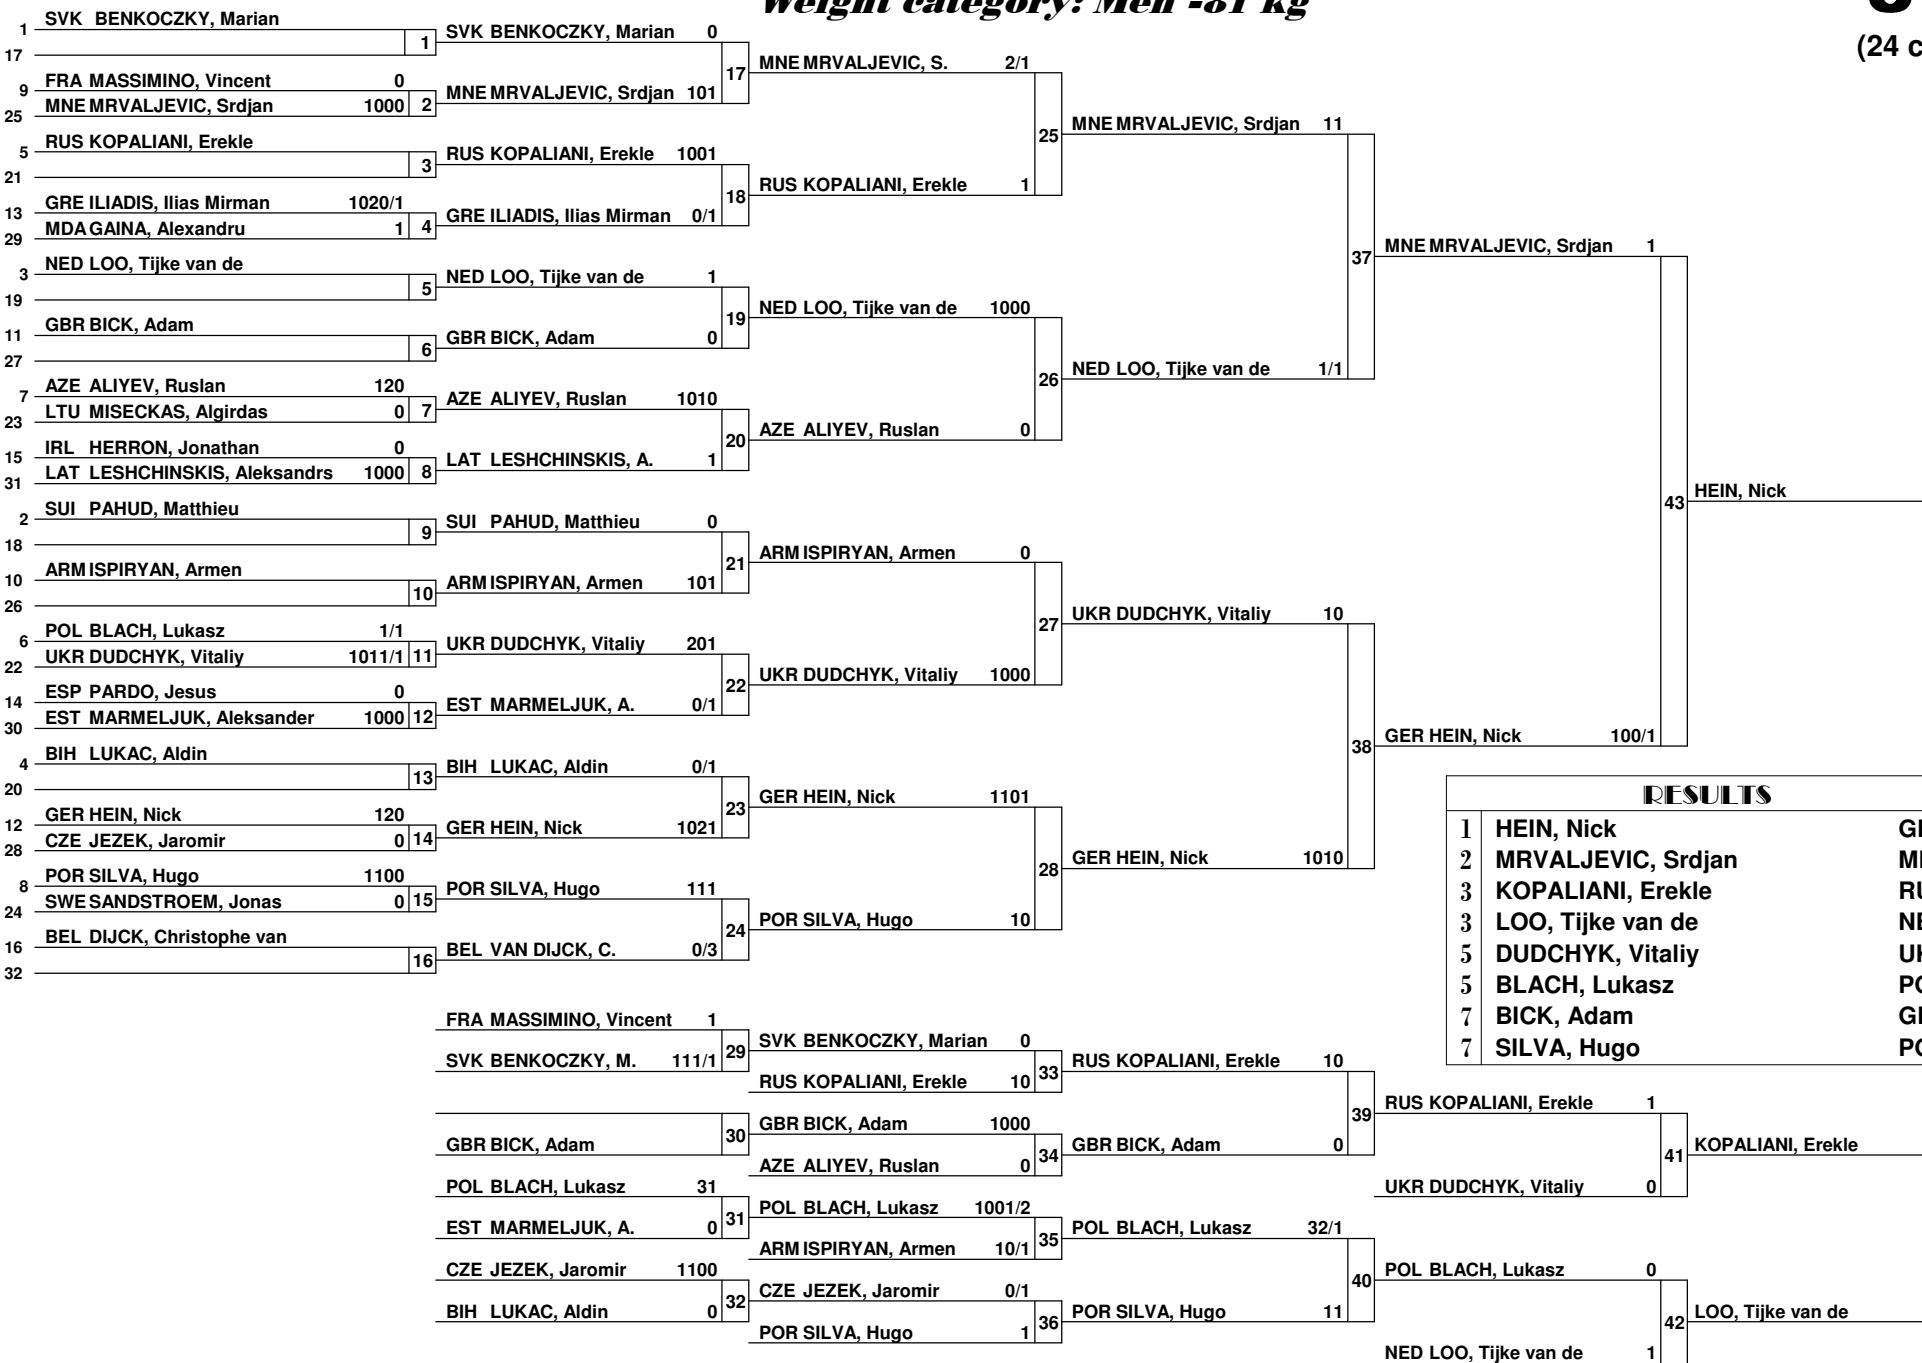 Weight category: Men -81 kg
(24 c
1 SVK BENKOCZKY, Marian
17
1
9 FRA MASSIMINO, Vincent 0
25 MNE MRVALJEVIC, Srdjan 1000
2
5 RUS KOPALIANI, Erekle
21
3
13 GRE ILIADIS, Ilias Mirman 1020/1
29 MDA GAINA, Alexandru 1
4
3 NED LOO, Tijke van de
19
5
11 GBR BICK, Adam
27
6
7 AZE ALIYEV, Ruslan 120
23 LTU MISECKAS, Algirdas 0
7
15 IRL HERRON, Jonathan 0
31 LAT LESHCHINSKIS, Aleksandrs 1000
8
2 SUI PAHUD, Matthieu
18
9
10 ARM ISPIRYAN, Armen
26
10
6 POL BLACH, Lukasz 1/1
22 UKR DUDCHYK, Vitaliy 1011/1
11
14 ESP PARDO, Jesus 0
30 EST MARMELJUK, Aleksander 1000
12
4 BIH LUKAC, Aldin
20
13
12 GER HEIN, Nick 120
28 CZE JEZEK, Jaromir 0
14
8 POR SILVA, Hugo 1100
24 SWE SANDSTROEM, Jonas 0
15
16 BEL DIJCK, Christophe van
32
16
SVK BENKOCZKY, Marian 0
MNE MRVALJEVIC, Srdjan 101
17
RUS KOPALIANI, Erekle 1001
GRE ILIADIS, Ilias Mirman 0/1
18
NED LOO, Tijke van de 1
GBR BICK, Adam 0
19
AZE ALIYEV, Ruslan 1010
LAT LESHCHINSKIS, A. 1
20
SUI PAHUD, Matthieu 0
ARM ISPIRYAN, Armen 101
21
UKR DUDCHYK, Vitaliy 201
EST MARMELJUK, A. 0/1
22
BIH LUKAC, Aldin 0/1
GER HEIN, Nick 1021
23
POR SILVA, Hugo 111
BEL VAN DIJCK, C. 0/3
24
MNE MRVALJEVIC, S. 2/1
RUS KOPALIANI, Erekle 1
25
NED LOO, Tijke van de 1000
AZE ALIYEV, Ruslan 0
26
ARM ISPIRYAN, Armen 0
UKR DUDCHYK, Vitaliy 1000
27
GER HEIN, Nick 1101
POR SILVA, Hugo 10
28
MNE MRVALJEVIC, Srdjan 11
NED LOO, Tijke van de 1/1
37
UKR DUDCHYK, Vitaliy 10
GER HEIN, Nick 1010
38
MNE MRVALJEVIC, Srdjan 1
GER HEIN, Nick 100/1
43
HEIN, Nick
RESULTS
1 HEIN, Nick
2 MRVALJEVIC, Srdjan
3 KOPALIANI, Erekle
3 LOO, Tijke van de
5 DUDCHYK, Vitaliy
5 BLACH, Lukasz
7 BICK, Adam
7 SILVA, Hugo
FRA MASSIMINO, Vincent 1
SVK BENKOCZKY, M. 111/1
29
GBR BICK, Adam
30
POL BLACH, Lukasz 31
EST MARMELJUK, A. 0
31
CZE JEZEK, Jaromir 1100
BIH LUKAC, Aldin 0
32
SVK BENKOCZKY, Marian 0
RUS KOPALIANI, Erekle 10
33
GBR BICK, Adam 1000
AZE ALIYEV, Ruslan 0
34
POL BLACH, Lukasz 1001/2
ARM ISPIRYAN, Armen 10/1
35
CZE JEZEK, Jaromir 0/1
POR SILVA, Hugo 1
36
RUS KOPALIANI, Erekle 10
GBR BICK, Adam 0
39
POL BLACH, Lukasz 32/1
POR SILVA, Hugo 11
40
RUS KOPALIANI, Erekle 1
UKR DUDCHYK, Vitaliy 0
41
KOPALIANI, Erekle
POL BLACH, Lukasz 0
NED LOO, Tijke van de 1
42
LOO, Tijke van de